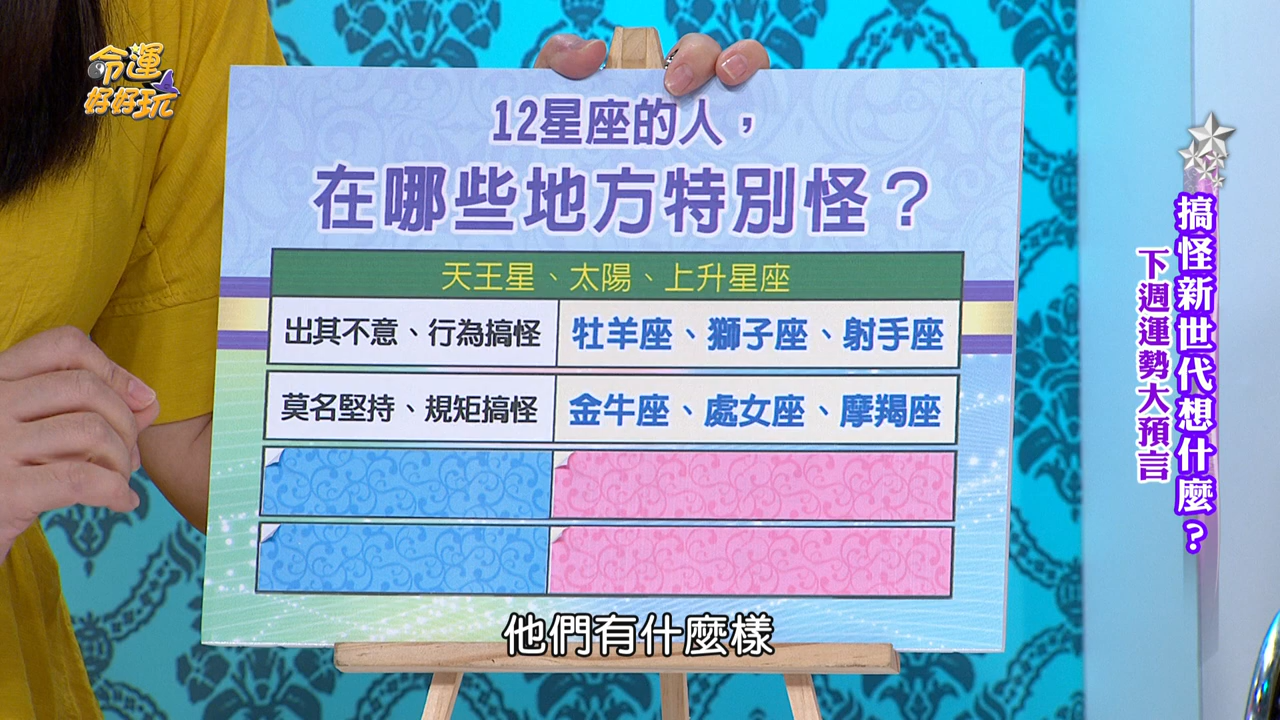 命運
好好玩
12星座的人，
在哪些地方特別怪？
天王星、太陽、上升星座
出其不意、行為搞怪 牡羊座、獅子座、射手座
莫名堅持、規矩搞怪 金牛座、處女座、摩羯座
搞怪新世代想什麼？
下週運勢大預言
他們有什麼樣